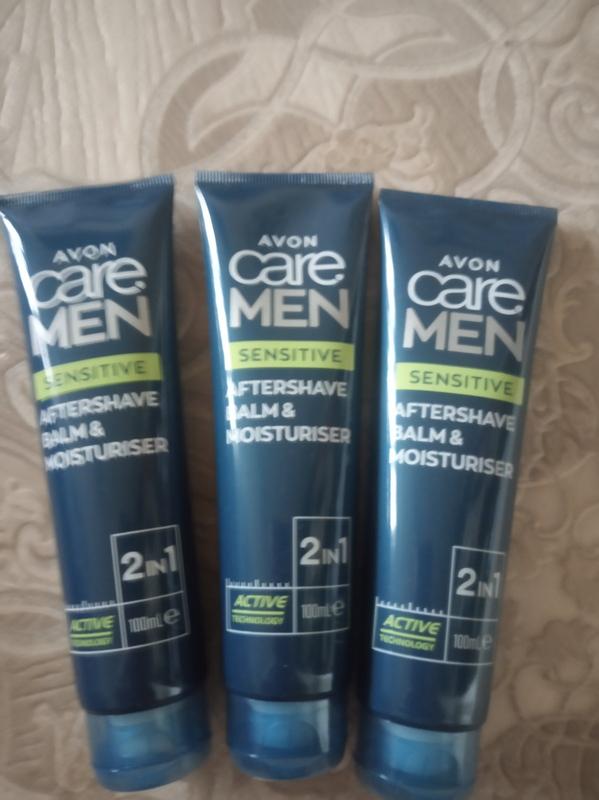 AVON
care
MEN
SENSITIVE
AFTERSHAVE
BALM &
MOISTURISER
2IN1
ACTIVE
TECHNOLOGY
100ml e
AVON
care
MEN
SENSITIVE
AFTERSHAVE
BALM &
MOISTURISER
2IN1
ACTIVE
TECHNOLOGY
100ml e
AVON
care
MEN
SENSITIVE
AFTERSHAVE
BALM &
MOISTURISER
2IN1
ACTIVE
TECHNOLOGY
100ml e